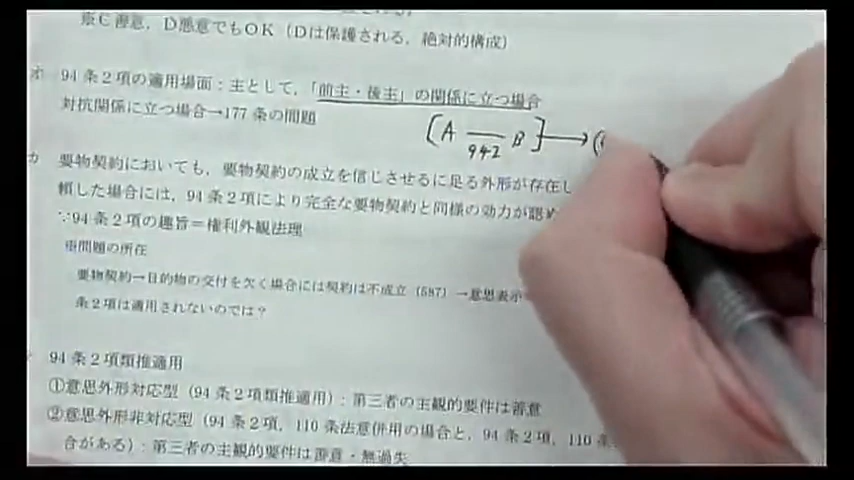 ※C善意，D悪意でもOK（Dは保護される，絶対的構成）
オ 94条2項の適用場面：主として，「前主・後主」の関係に立つ場合
対抗関係に立つ場合→177条の問題
[A — B]→(
942
カ 要物契約においても，要物契約の成立を信じさせるに足る外形が存在し
頼した場合には，94条2項により完全な要物契約と同様の効力が認め
∵94条2項の趣旨＝権利外観法理
※問題の所在
要物契約→目的物の交付を欠く場合には契約は不成立（587）→意思表示
条2項は適用されないのでは？
94条2項類推適用
①意思外形対応型（94条2項類推適用）：第三者の主観的要件は善意
②意思外形非対応型（94条2項，110条法意併用の場合と，94条2項，110条
合がある）：第三者の主観的要件は善意・無過失